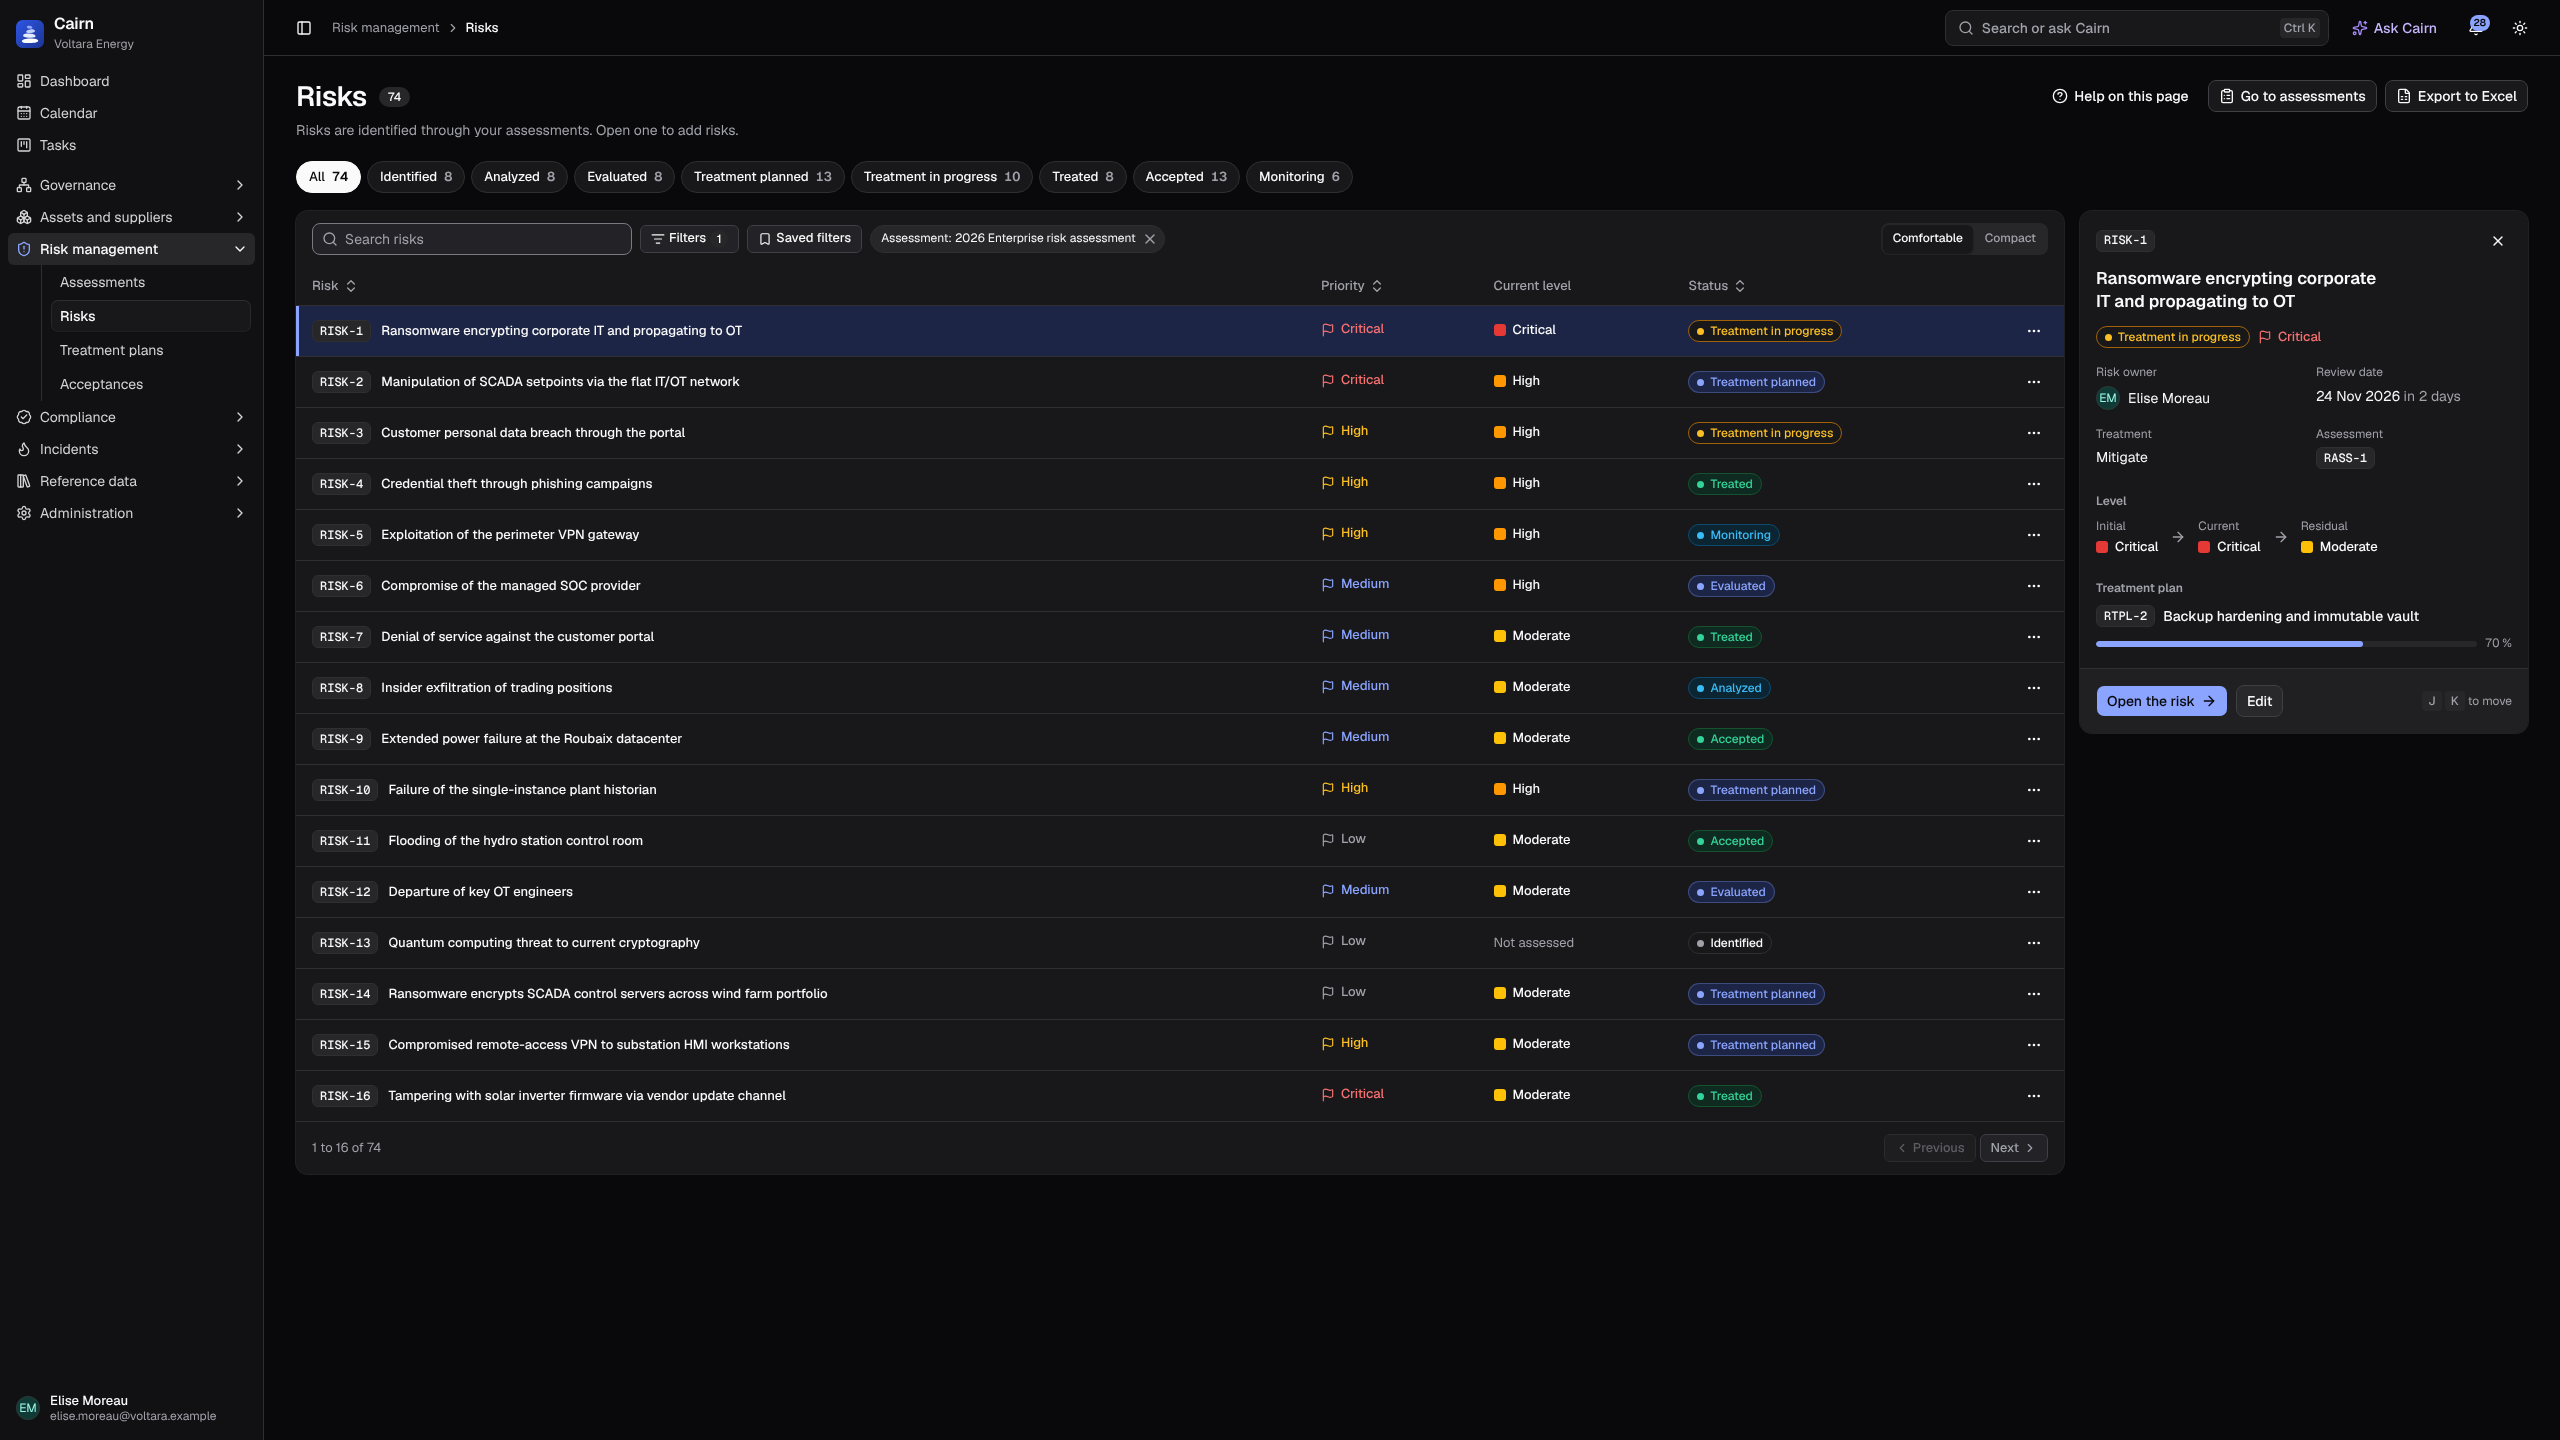 Cairn
Voltara Energy
Dashboard
Calendar
Tasks
Governance
Assets and suppliers
Risk management
Assessments
Risks
Treatment plans
Acceptances
Compliance
Incidents
Reference data
Administration
EM
Elise Moreau
elise.moreau@voltara.example
Risk management > Risks
Search or ask Cairn Ctrl K
Ask Cairn
28
Risks 74
Risks are identified through your assessments. Open one to add risks.
Help on this page
Go to assessments
Export to Excel
All 74
Identified 8
Analyzed 8
Evaluated 8
Treatment planned 13
Treatment in progress 10
Treated 8
Accepted 13
Monitoring 6
Search risks
Filters 1
Saved filters
Assessment: 2026 Enterprise risk assessment
Comfortable Compact
Risk Priority Current level Status
RISK-1 Ransomware encrypting corporate IT and propagating to OT Critical Critical Treatment in progress
RISK-2 Manipulation of SCADA setpoints via the flat IT/OT network Critical High Treatment planned
RISK-3 Customer personal data breach through the portal High High Treatment in progress
RISK-4 Credential theft through phishing campaigns High High Treated
RISK-5 Exploitation of the perimeter VPN gateway High High Monitoring
RISK-6 Compromise of the managed SOC provider Medium High Evaluated
RISK-7 Denial of service against the customer portal Medium Moderate Treated
RISK-8 Insider exfiltration of trading positions Medium Moderate Analyzed
RISK-9 Extended power failure at the Roubaix datacenter Medium Moderate Accepted
RISK-10 Failure of the single-instance plant historian High High Treatment planned
RISK-11 Flooding of the hydro station control room Low Moderate Accepted
RISK-12 Departure of key OT engineers Medium Moderate Evaluated
RISK-13 Quantum computing threat to current cryptography Low Not assessed Identified
RISK-14 Ransomware encrypts SCADA control servers across wind farm portfolio Low Moderate Treatment planned
RISK-15 Compromised remote-access VPN to substation HMI workstations High Moderate Treatment planned
RISK-16 Tampering with solar inverter firmware via vendor update channel Critical Moderate Treated
1 to 16 of 74
Previous Next
RISK-1
Ransomware encrypting corporate
IT and propagating to OT
Treatment in progress Critical
Risk owner Review date
EM Elise Moreau 24 Nov 2026 in 2 days
Treatment Assessment
Mitigate RASS-1
Level
Initial Current Residual
Critical Critical Moderate
Treatment plan
RTPL-2 Backup hardening and immutable vault
70 %
Open the risk Edit J K to move